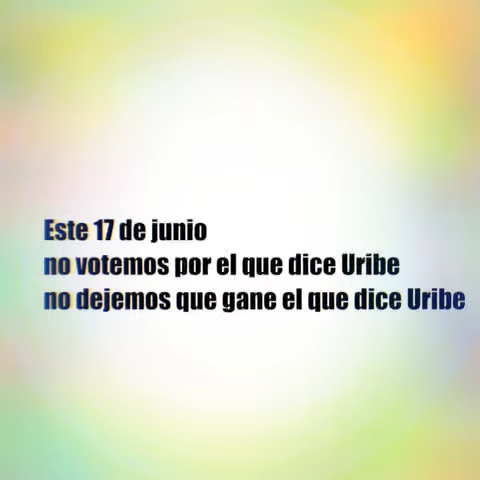 Este 17 de junio
no votemos por el que dice Uribe
no dejemos que gane el que dice Uribe